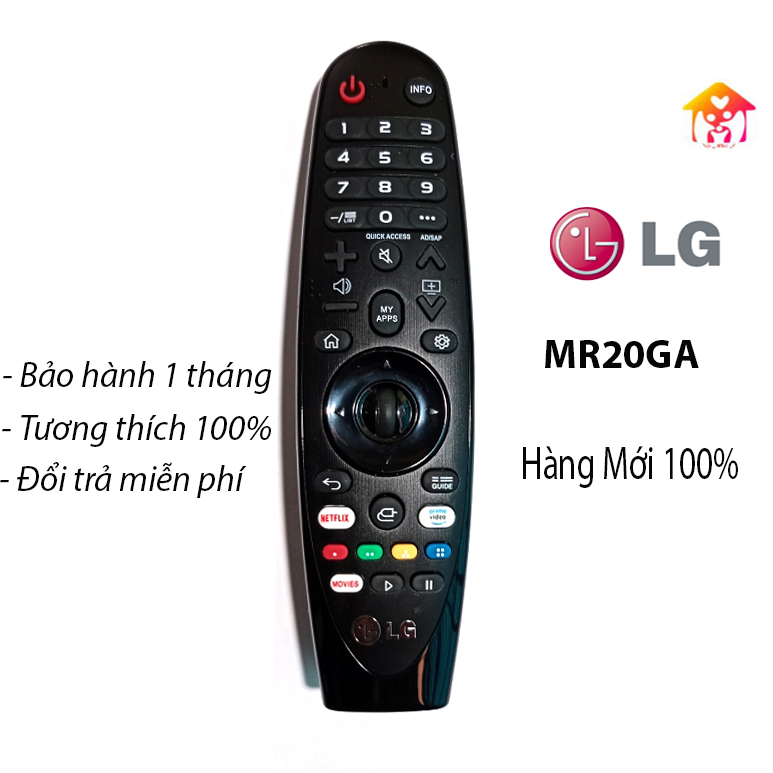 INFO
1 2 3
4 5 6
7 8 9
-/LIST 0 ...
QUICK ACCESS AD/SAP
MY
APPS
GUIDE
NETFLIX
prime
video
MOVIES
LG
- Bảo hành 1 tháng
- Tương thích 100%
- Đổi trả miễn phí
LG
MR20GA
Hàng Mới 100%